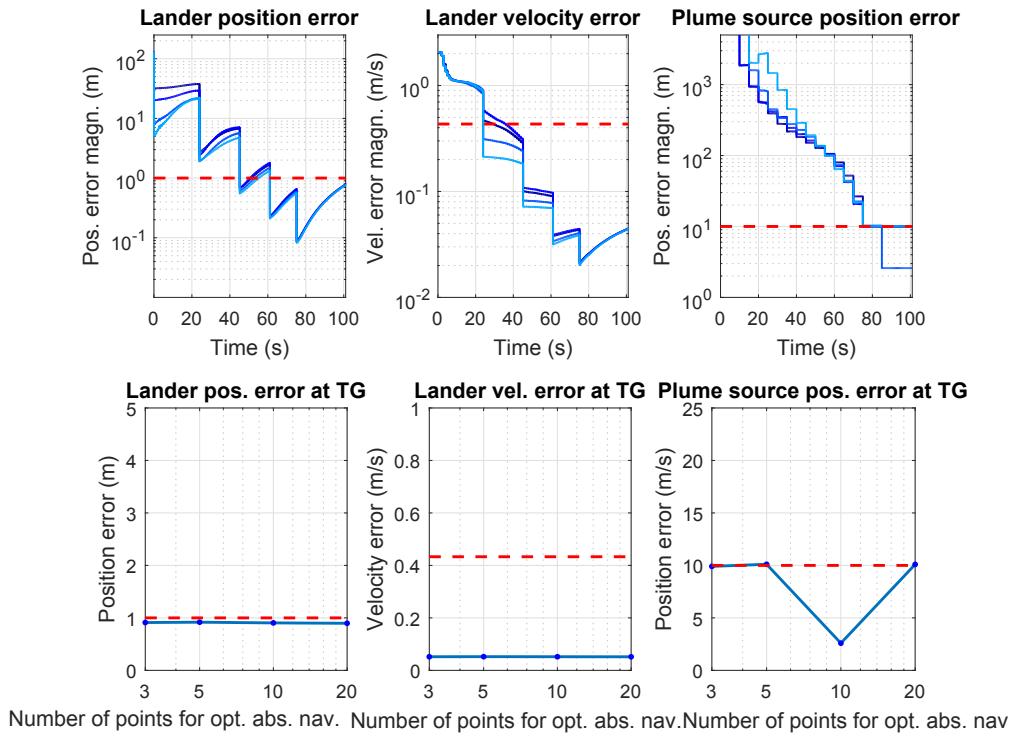 Lander position error
Lander velocity error
Plume source position error
Pos. error magn. (m)
10^2
10^1
10^0
10^-1
0 20 40 60 80 100
Time (s)
Vel. error magn. (m/s)
10^0
10^-1
10^-2
0 20 40 60 80 100
Time (s)
Pos. error magn. (m)
10^3
10^2
10^1
10^0
0 20 40 60 80 100
Time (s)
Lander pos. error at TG
Lander vel. error at TG
Plume source pos. error at TG
Position error (m)
5
4
3
2
1
0
3 5 10 20
Number of points for opt. abs. nav.
Velocity error (m/s)
1
0.8
0.6
0.4
0.2
0
3 5 10 20
Number of points for opt. abs. nav.
Position error (m)
25
20
15
10
5
0
3 5 10 20
Number of points for opt. abs. nav